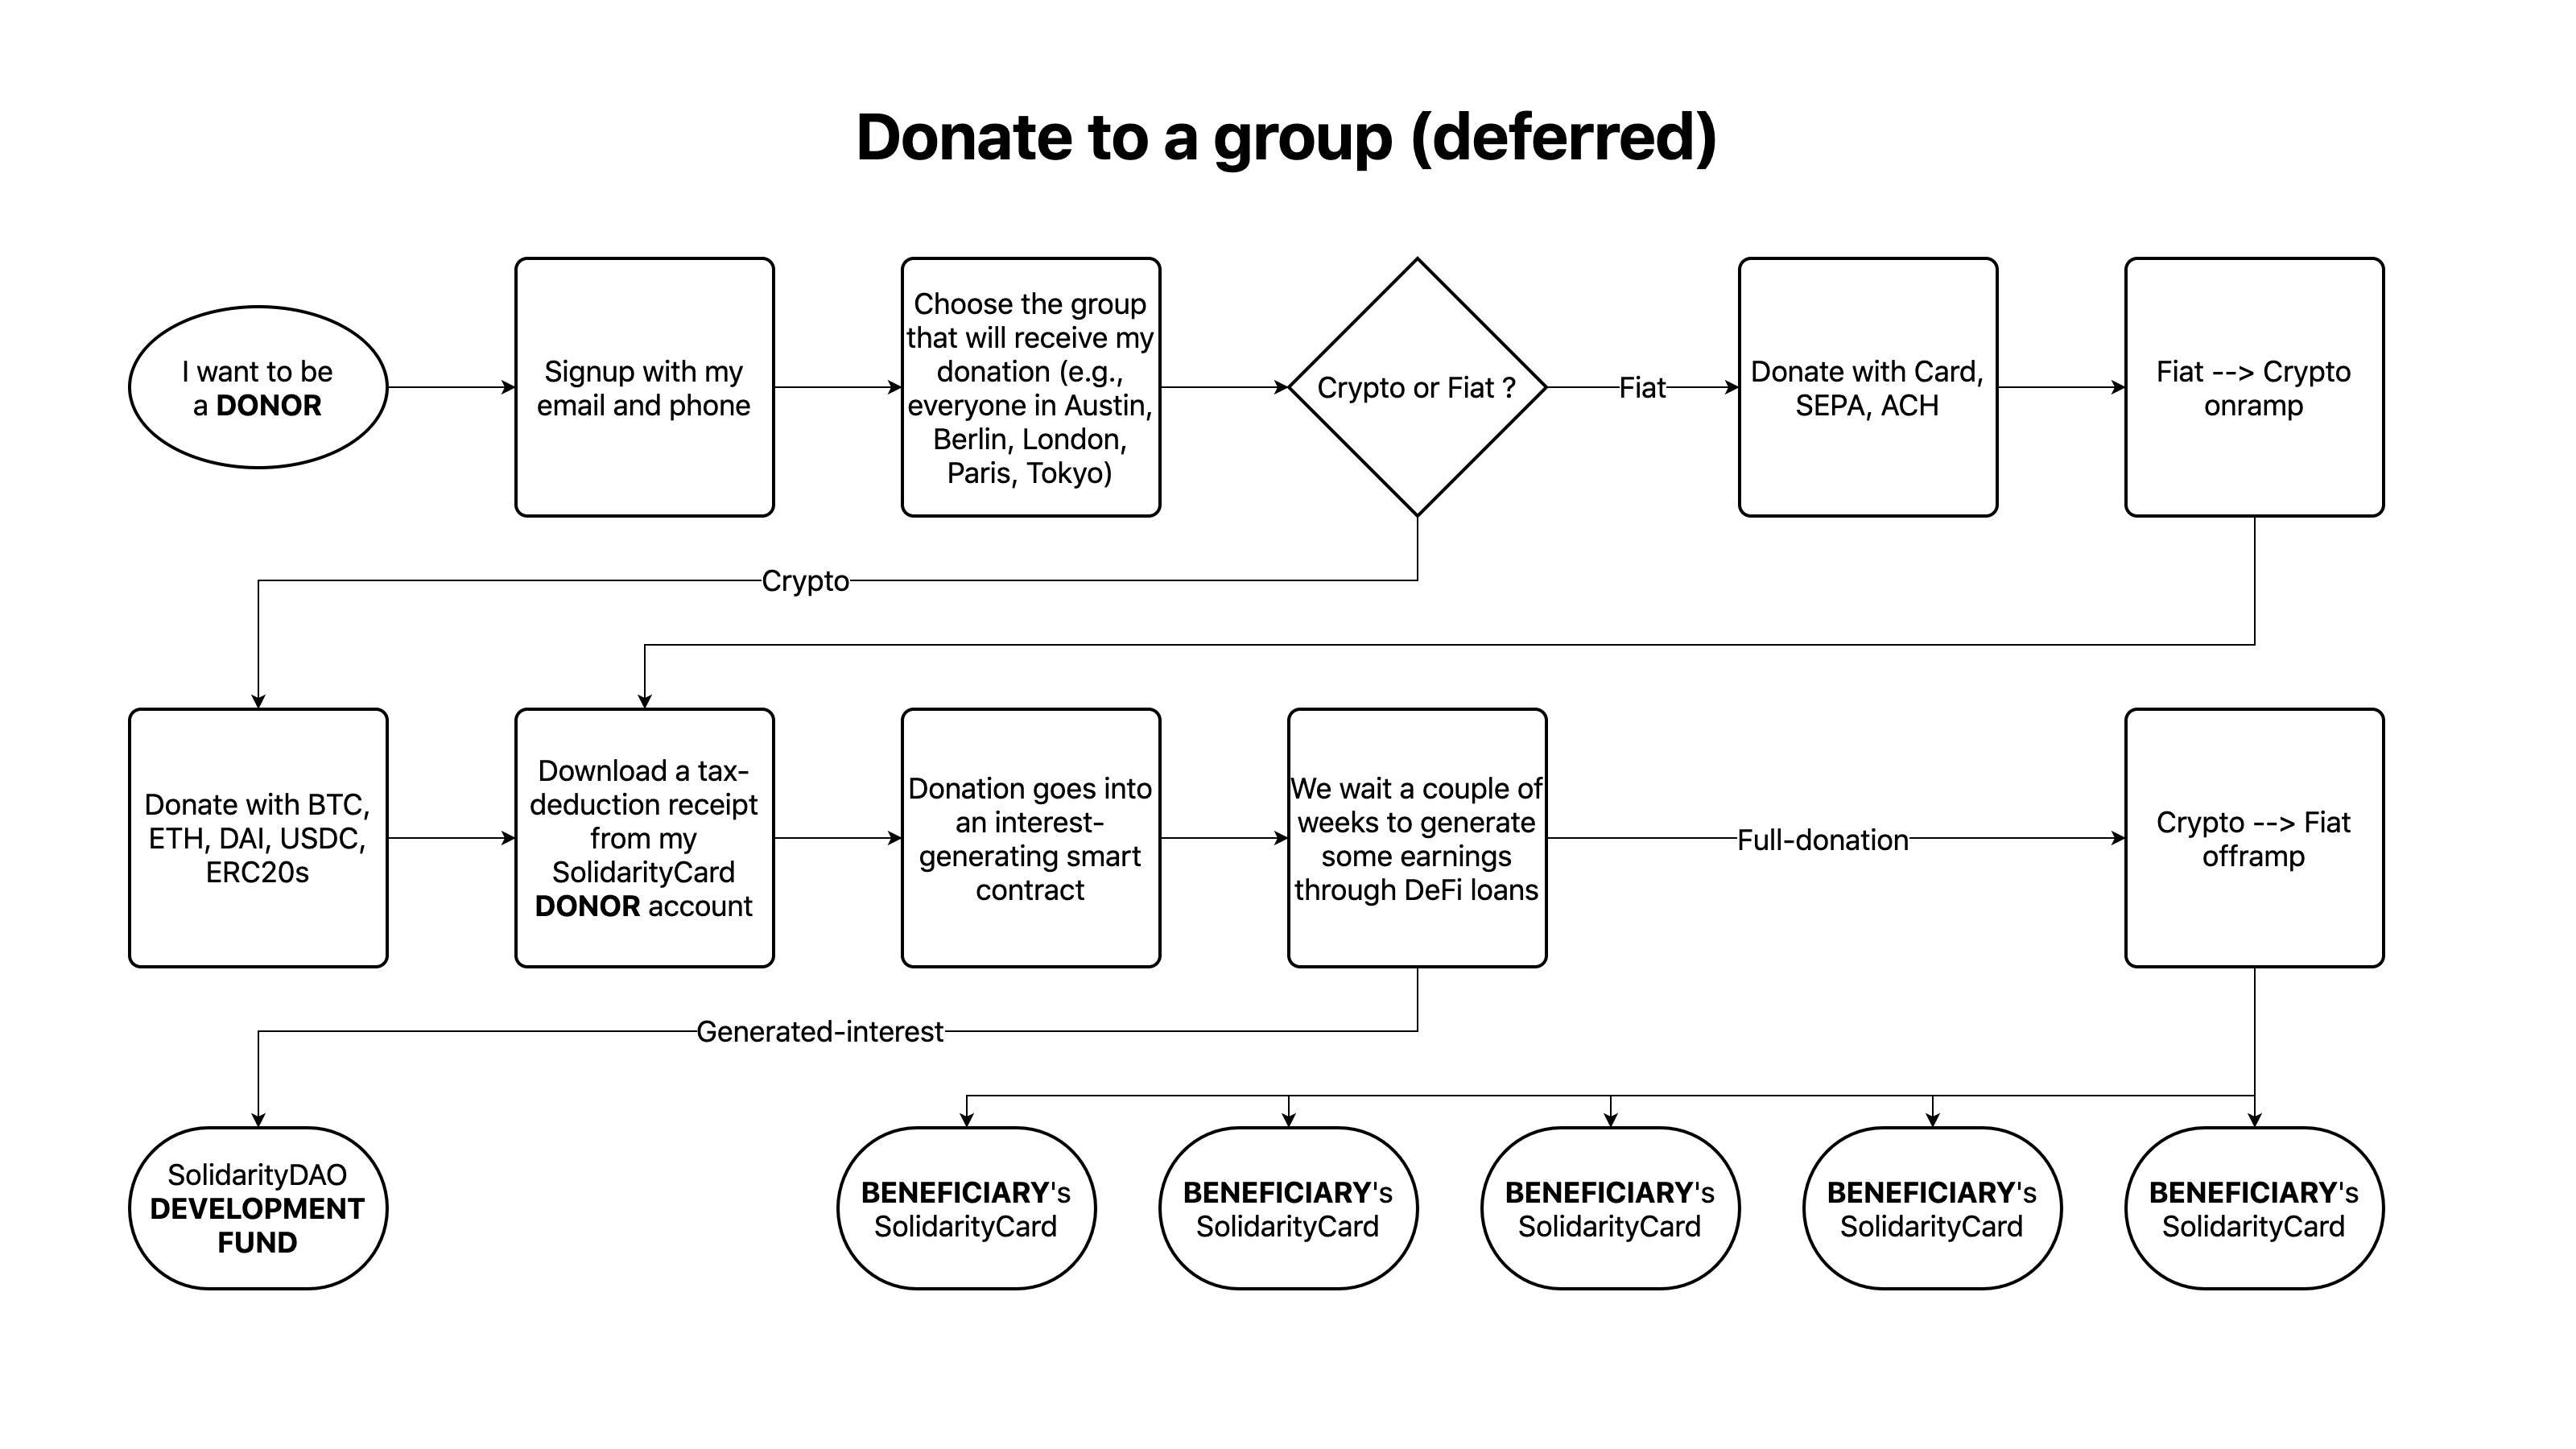 Donate to a group (deferred)
I want to be
a DONOR
Signup with my
email and phone
Choose the group
that will receive my
donation (e.g.,
everyone in Austin,
Berlin, London,
Paris, Tokyo)
Crypto or Fiat ?
Fiat
Donate with Card,
SEPA, ACH
Fiat --> Crypto
onramp
Crypto
Donate with BTC,
ETH, DAI, USDC,
ERC20s
Download a tax-
deduction receipt
from my
SolidarityCard
DONOR account
Donation goes into
an interest-
generating smart
contract
We wait a couple of
weeks to generate
some earnings
through DeFi loans
Full-donation
Crypto --> Fiat
offramp
Generated-interest
SolidarityDAO
DEVELOPMENT
FUND
BENEFICIARY's
SolidarityCard
BENEFICIARY's
SolidarityCard
BENEFICIARY's
SolidarityCard
BENEFICIARY's
SolidarityCard
BENEFICIARY's
SolidarityCard